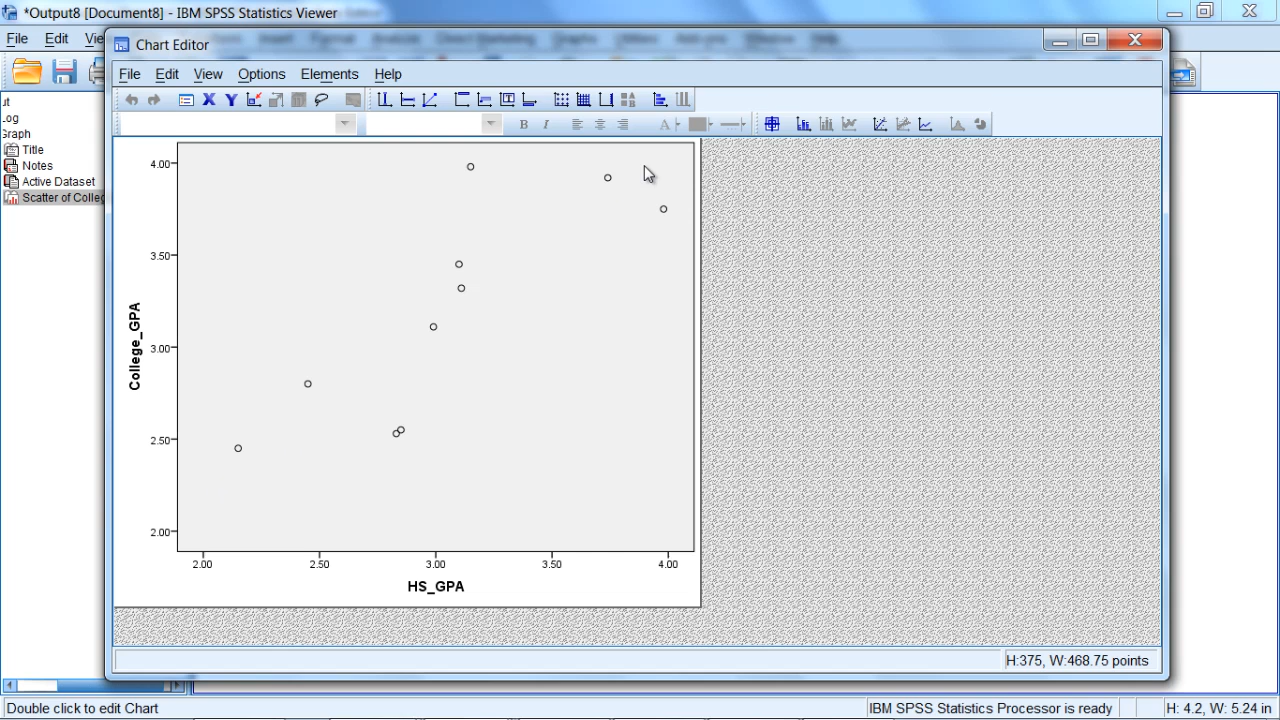 *Output8 [Document8] - IBM SPSS Statistics Viewer
File Edit
Chart Editor
File Edit View Options Elements Help
B I A
Log
Title
Notes
Active Dataset
Scatter of Colleg
4.00
3.50
3.00
2.50
2.00
College_GPA
2.00 2.50 3.00 3.50 4.00
HS_GPA
H:375, W:468.75 points
Double click to edit Chart
IBM SPSS Statistics Processor is ready
H: 4.2, W: 5.24 in